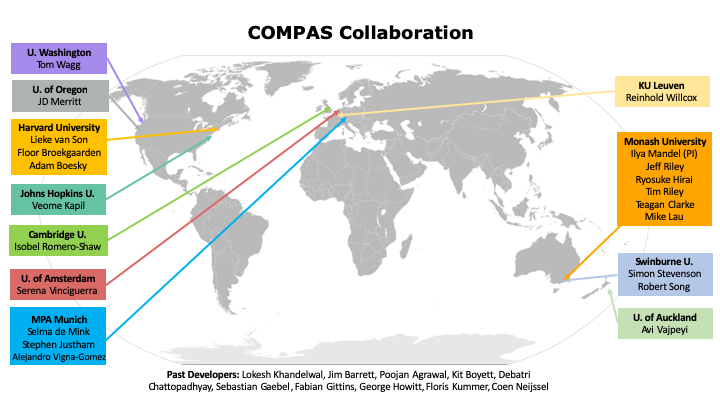 COMPAS Collaboration
U. Washington
Tom Wagg
U. of Oregon
JD Merritt
Harvard University
Lieke van Son
Floor Broekgaarden
Adam Boesky
Johns Hopkins U.
Veome Kapil
Cambridge U.
Isobel Romero-Shaw
U. of Amsterdam
Serena Vinciguerra
MPA Munich
Selma de Mink
Stephen Justham
Alejandro Vigna-Gomez
KU Leuven
Reinhold Willcox
Monash University
Ilya Mandel (PI)
Jeff Riley
Ryosuke Hirai
Tim Riley
Teagan Clarke
Mike Lau
Swinburne U.
Simon Stevenson
Robert Song
U. of Auckland
Avi Vajpeyi
Past Developers: Lokesh Khandelwal, Jim Barrett, Poojan Agrawal, Kit Boyett, Debatri
Chattopadhyay, Sebastian Gaebel, Fabian Gittins, George Howitt, Floris Kummer, Coen Neijssel